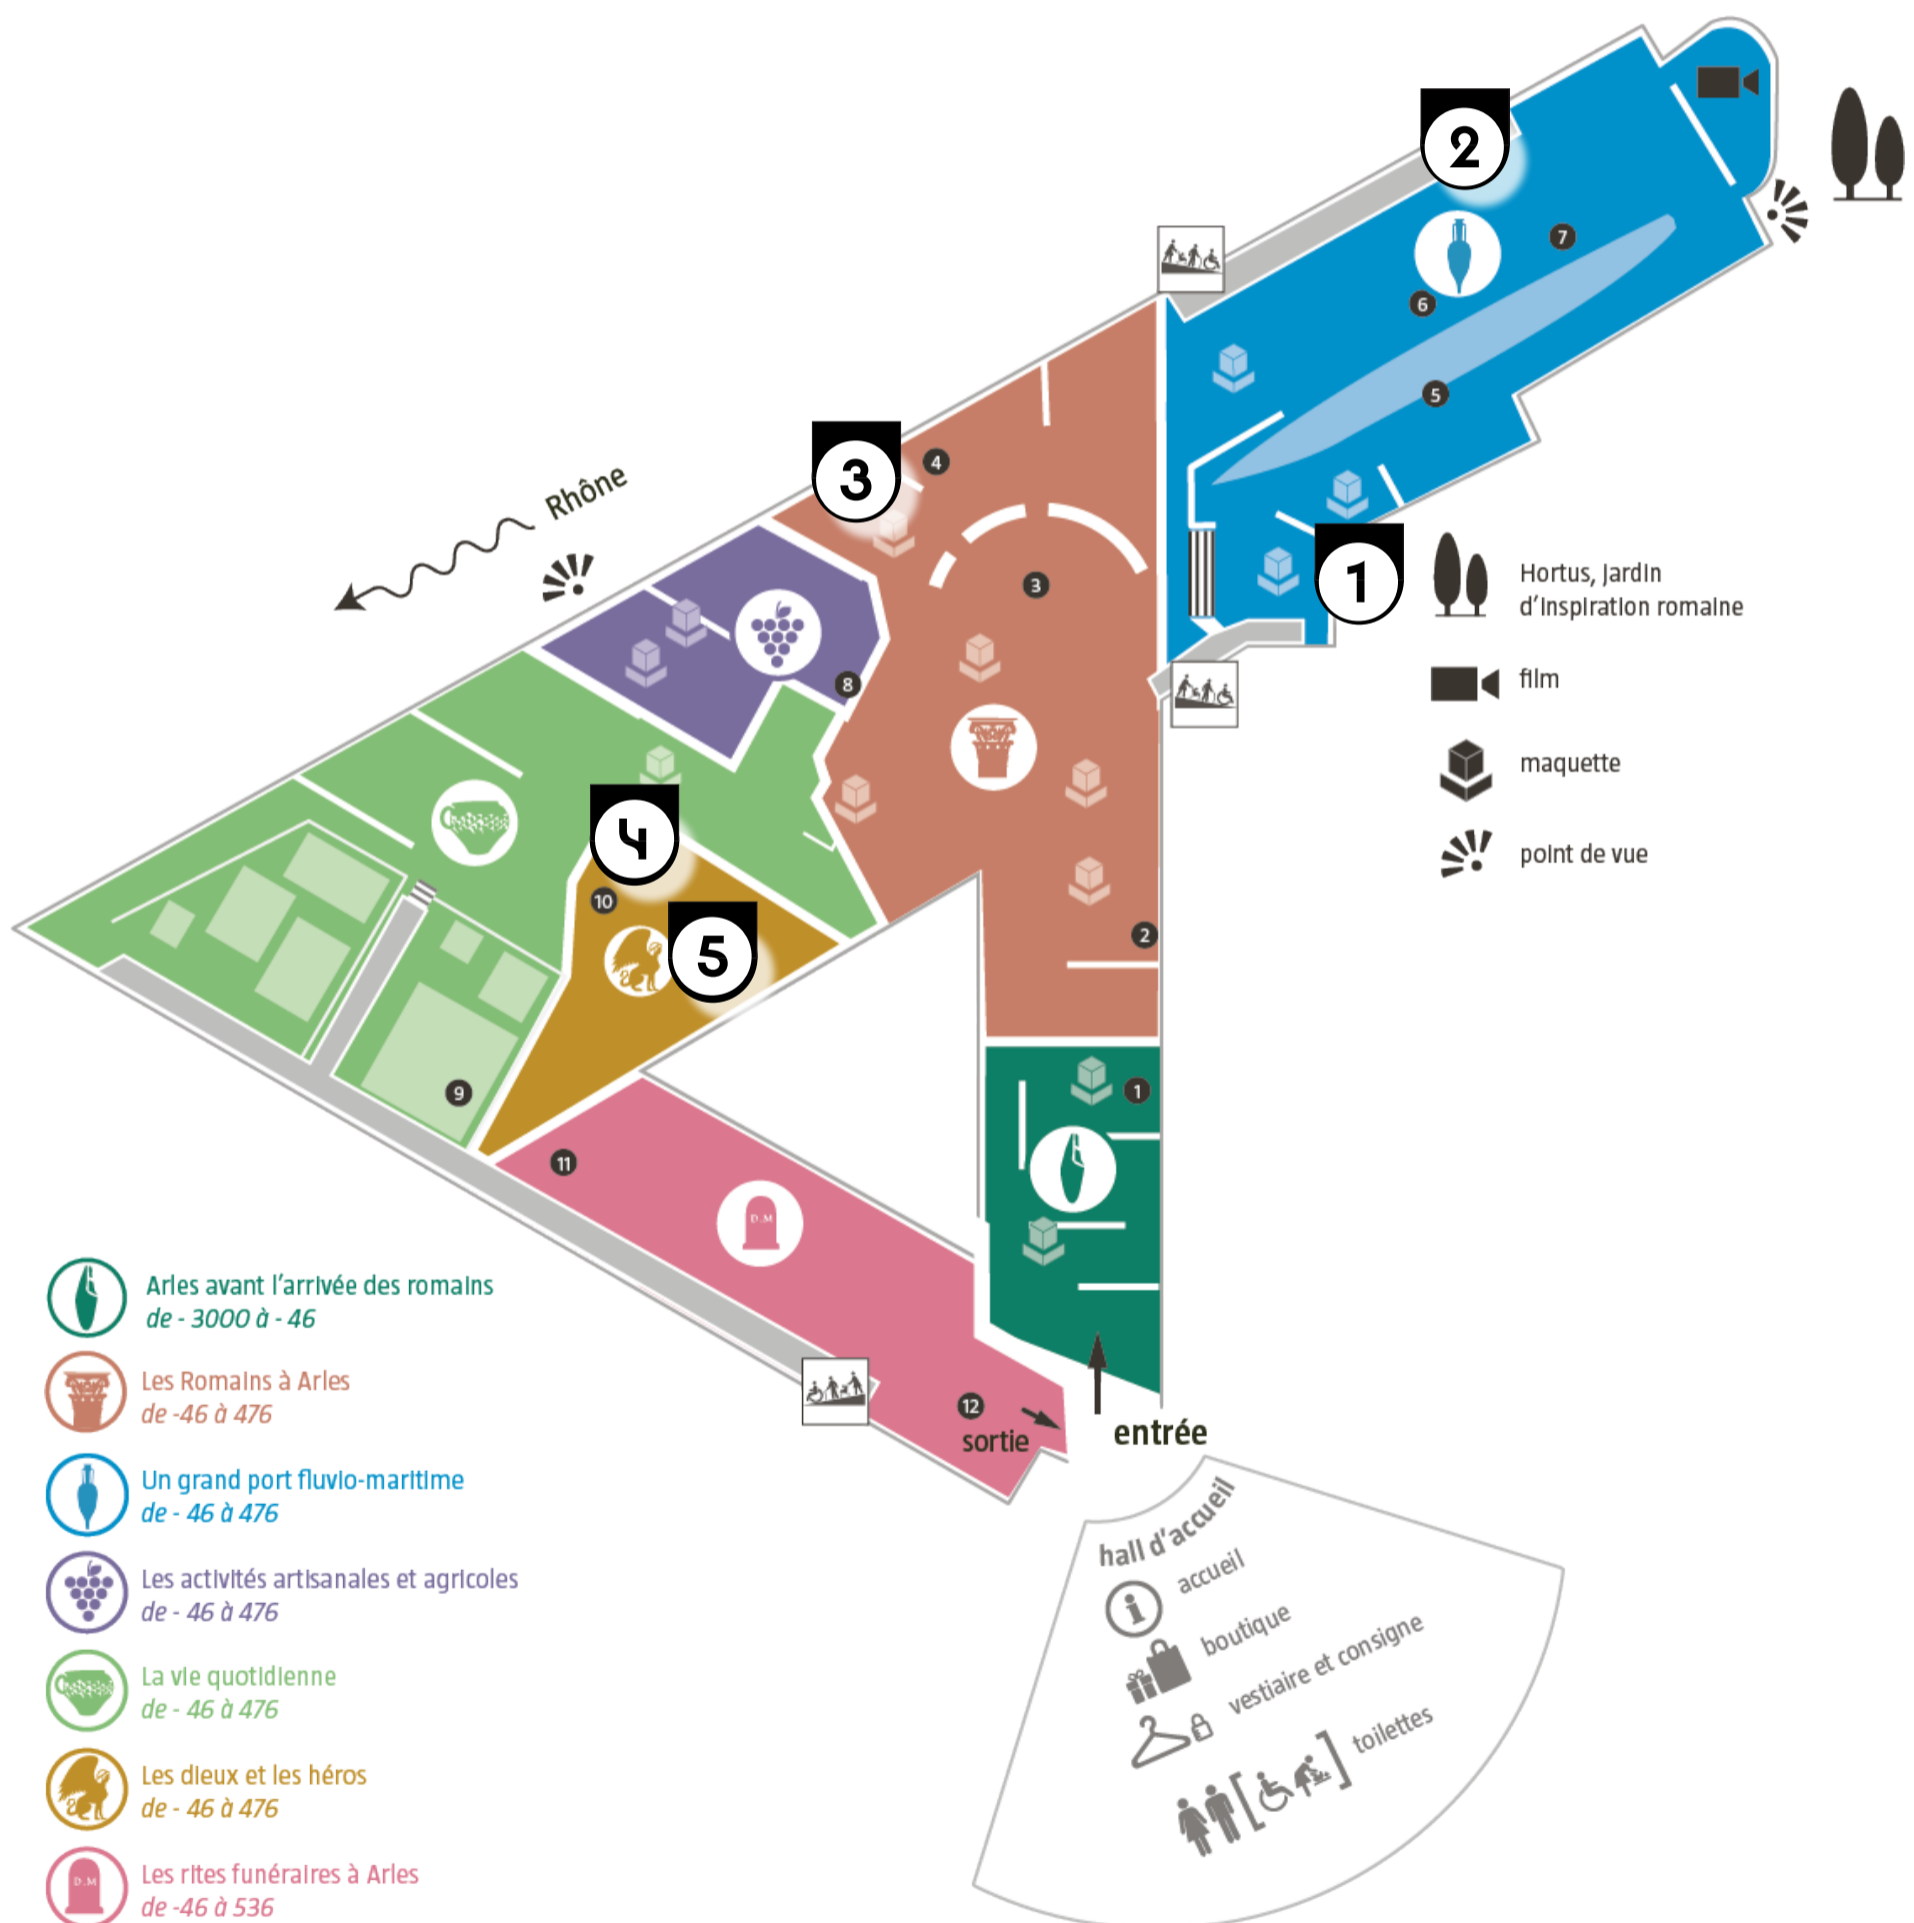 2
7
6
5
3
4
Rhône
1
3
8
Hortus, jardin
d'inspiration romaine
film
maquette
point de vue
4
10
5
2
9
1
11
D.M
12
sortie
entrée
Arles avant l'arrivée des romains
de - 3000 à - 46
Les Romains à Arles
de -46 à 476
Un grand port fluvio-maritime
de - 46 à 476
Les activités artisanales et agricoles
de - 46 à 476
La vie quotidienne
de - 46 à 476
Les dieux et les héros
de - 46 à 476
D.M
Les rites funéraires à Arles
de -46 à 536
hall d'accueil
accueil
boutique
vestiaire et consigne
toilettes